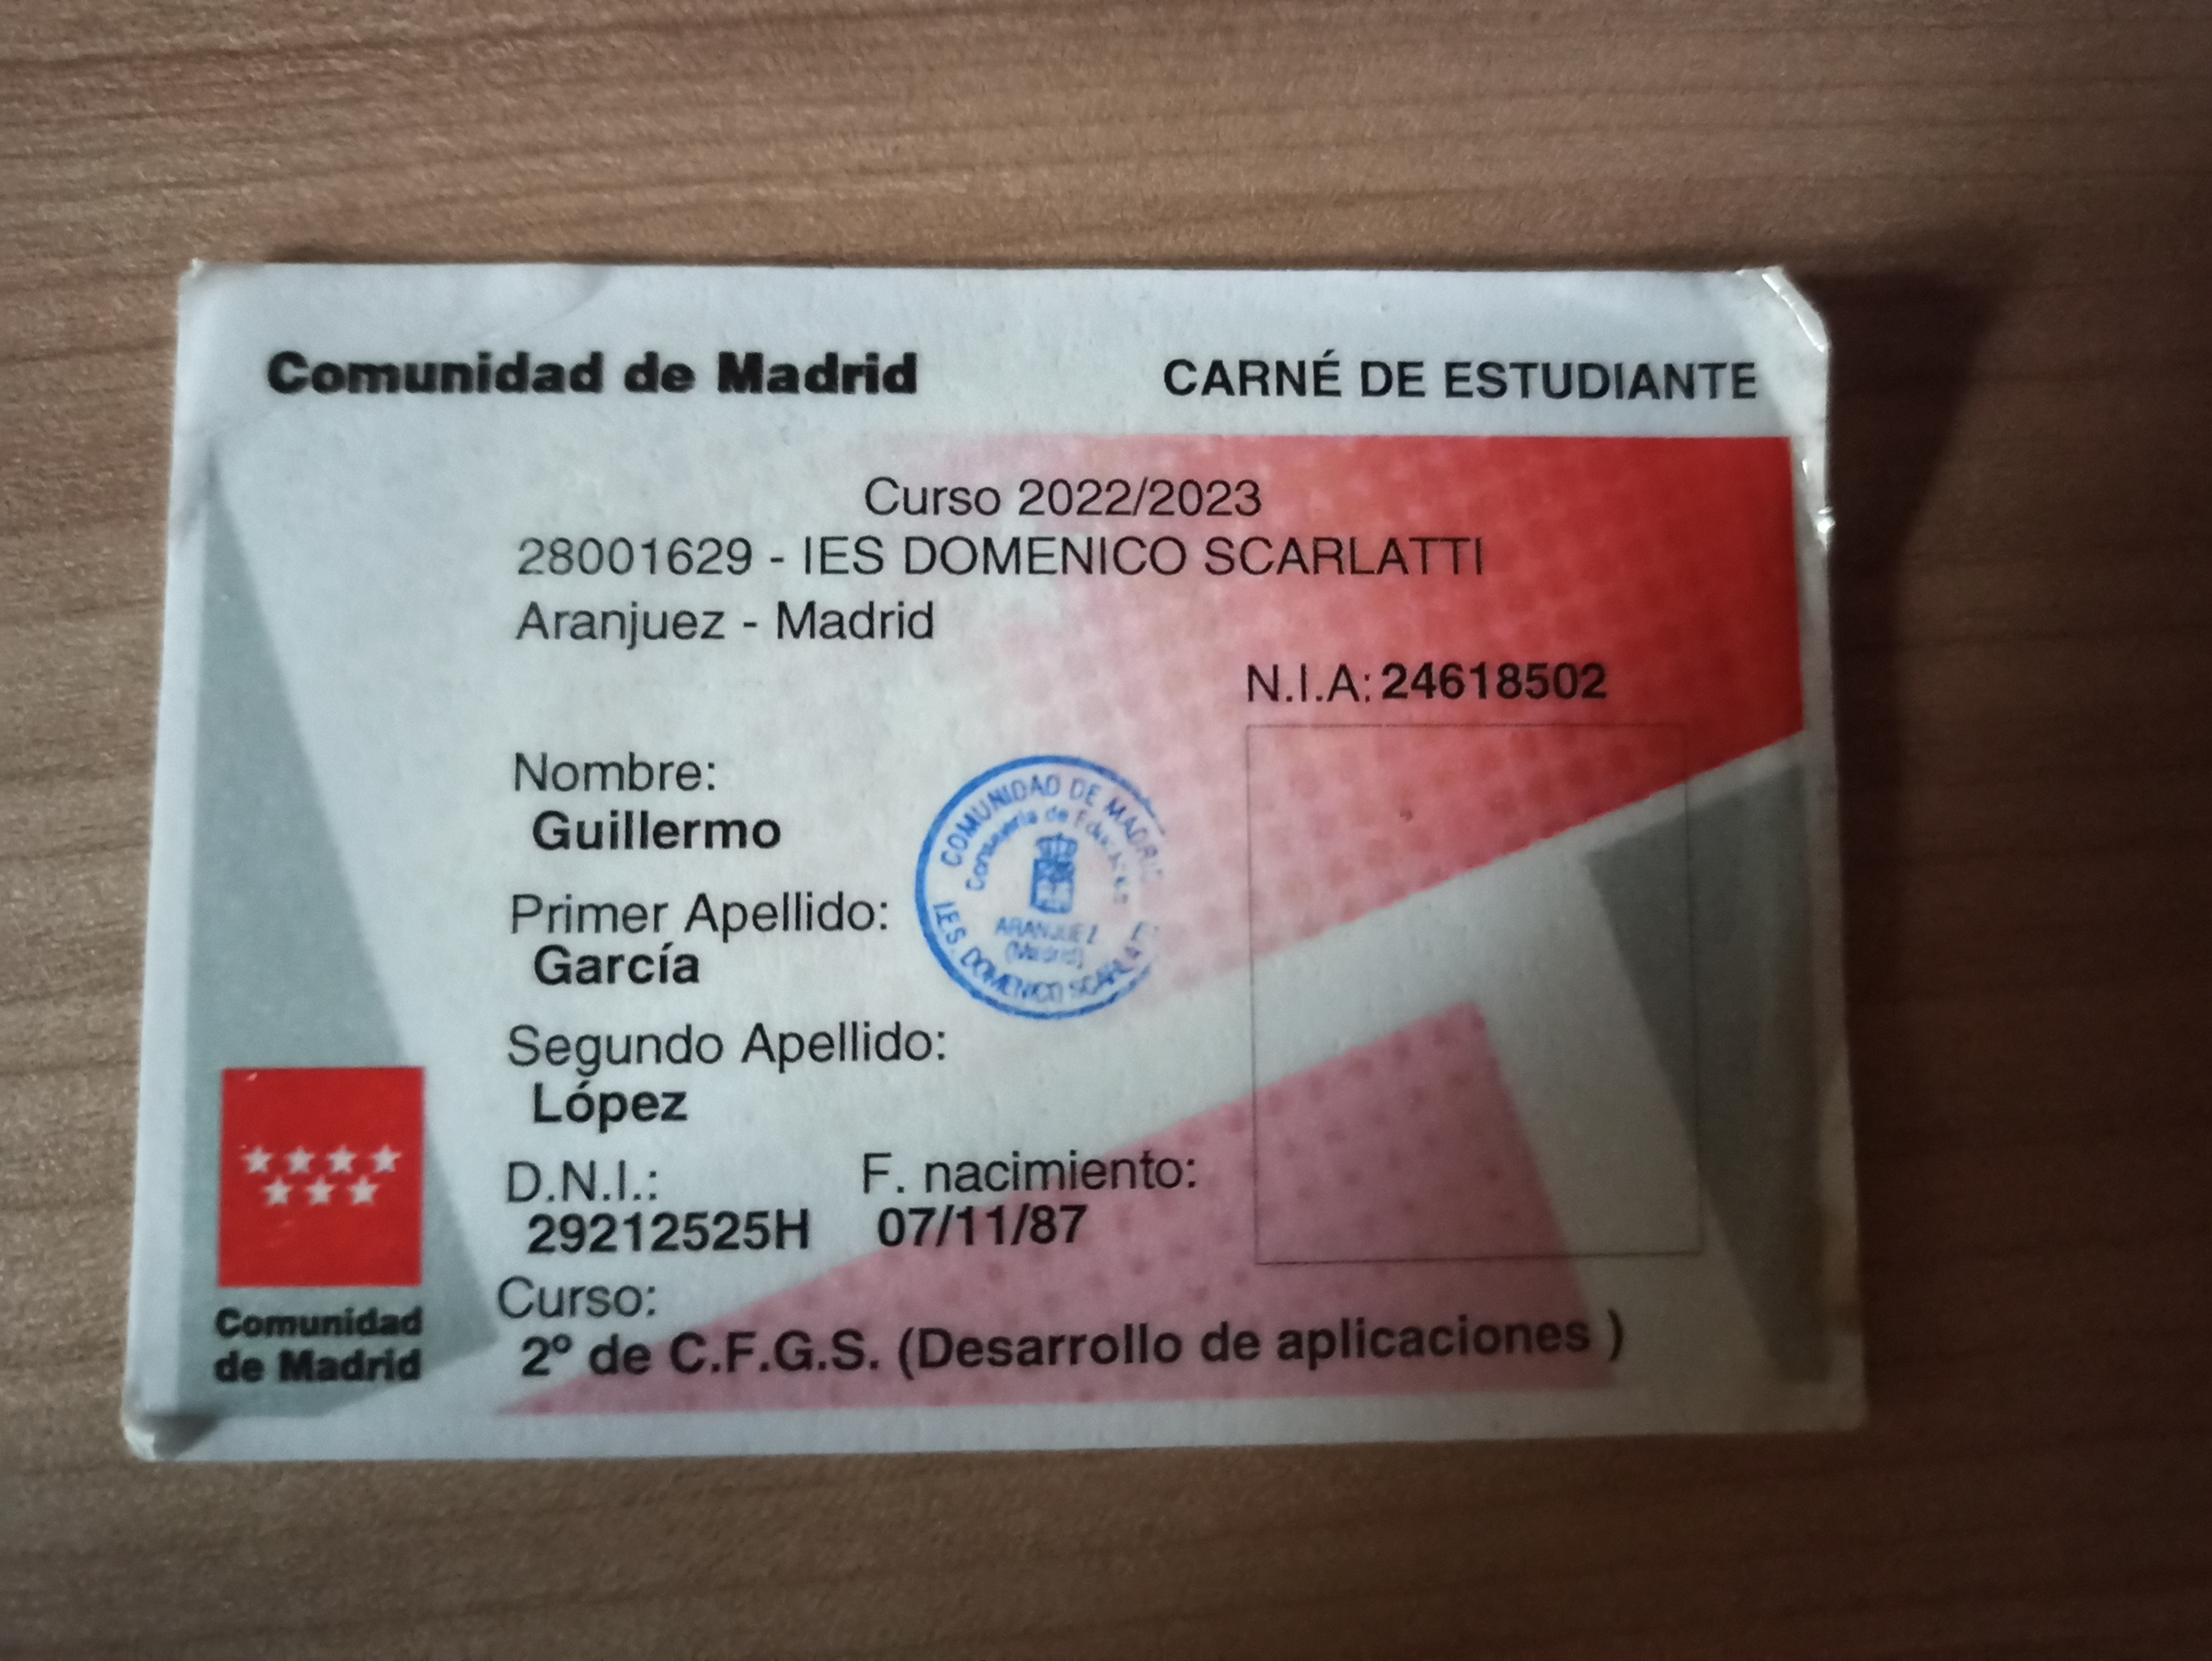 Comunidad de Madrid
CARNÉ DE ESTUDIANTE
Curso 2022/2023
28001629 - IES DOMENICO SCARLATTI
Aranjuez - Madrid
N.I.A: 24618502
Nombre:
Guillermo
Primer Apellido:
García
Segundo Apellido:
López
D.N.I.: F. nacimiento:
29212525H 07/11/87
Curso:
2º de C.F.G.S. (Desarrollo de aplicaciones )
COMUNIDAD DE MADRID
Consejería de Educación
ARANJUEZ
(Madrid)
IES. DOMENICO SCARLATTI
Comunidad
de Madrid